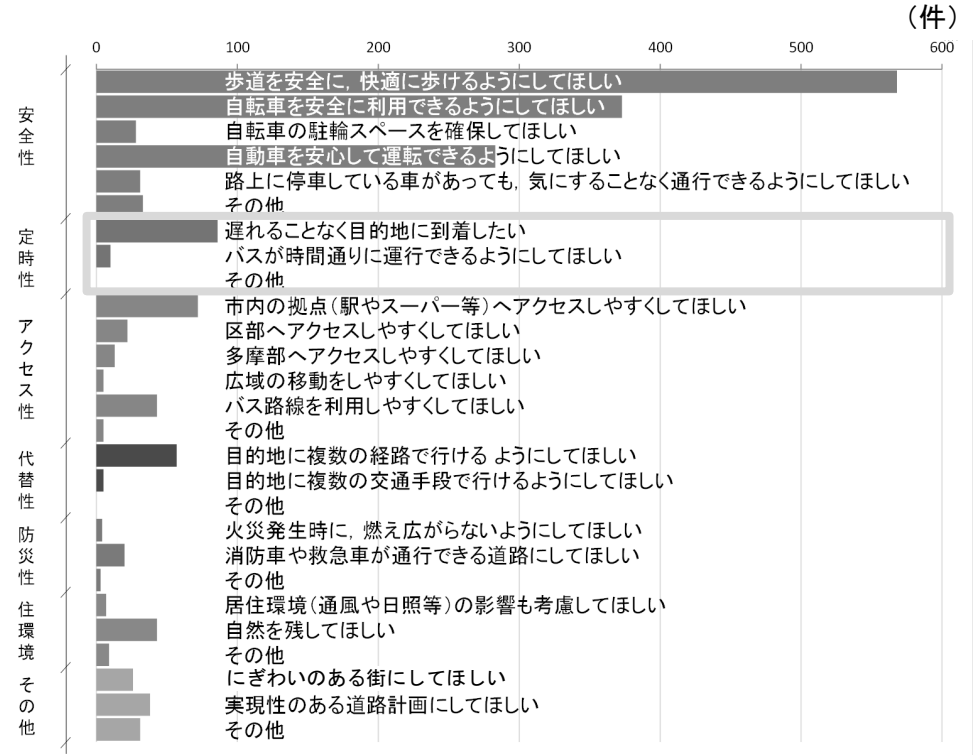 （件）
0 100 200 300 400 500 600
安全性
歩道を安全に，快適に歩けるようにしてほしい
自転車を安全に利用できるようにしてほしい
自転車の駐輪スペースを確保してほしい
自動車を安心して運転できるようにしてほしい
路上に停車している車があっても，気にすることなく通行できるようにしてほしい
その他
定時性
遅れることなく目的地に到着したい
バスが時間通りに運行できるようにしてほしい
その他
アクセス性
市内の拠点（駅やスーパー等）へアクセスしやすくしてほしい
区部へアクセスしやすくしてほしい
多摩部へアクセスしやすくしてほしい
広域の移動をしやすくしてほしい
バス路線を利用しやすくしてほしい
その他
代替性
目的地に複数の経路で行ける ようにしてほしい
目的地に複数の交通手段で行けるようにしてほしい
その他
防災性
火災発生時に，燃え広がらないようにしてほしい
消防車や救急車が通行できる道路にしてほしい
その他
住環境
居住環境（通風や日照等）の影響も考慮してほしい
自然を残してほしい
その他
その他
にぎわいのある街にしてほしい
実現性のある道路計画にしてほしい
その他